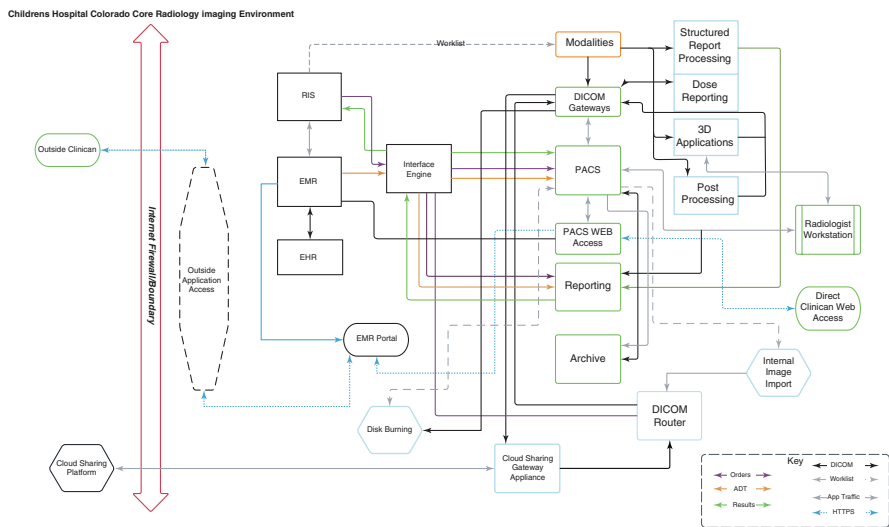 Childrens Hospital Colorado Core Radiology imaging Environment
Worklist
Modalities
Structured
Report
Processing
RIS
DICOM
Gateways
Dose
Reporting
Outside Clinican
Interface
Engine
PACS
3D
Applications
EMR
Post
Processing
Internet Firewall/Boundary
Outside
Application
Access
EHR
PACS WEB
Access
Radiologist
Workstation
Reporting
Direct
Clinican Web
Access
EMR Portal
Archive
Internal
Image
Import
Disk Burning
DICOM
Router
Cloud Sharing
Platform
Cloud Sharing
Gateway
Appliance
Key
Orders
ADT
Results
DICOM
Worklist
App Traffic
HTTPS